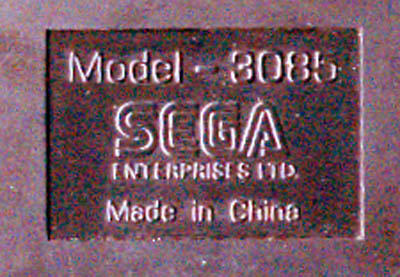 Model - 3085
SEGA
ENTERPRISES LTD.
Made in China